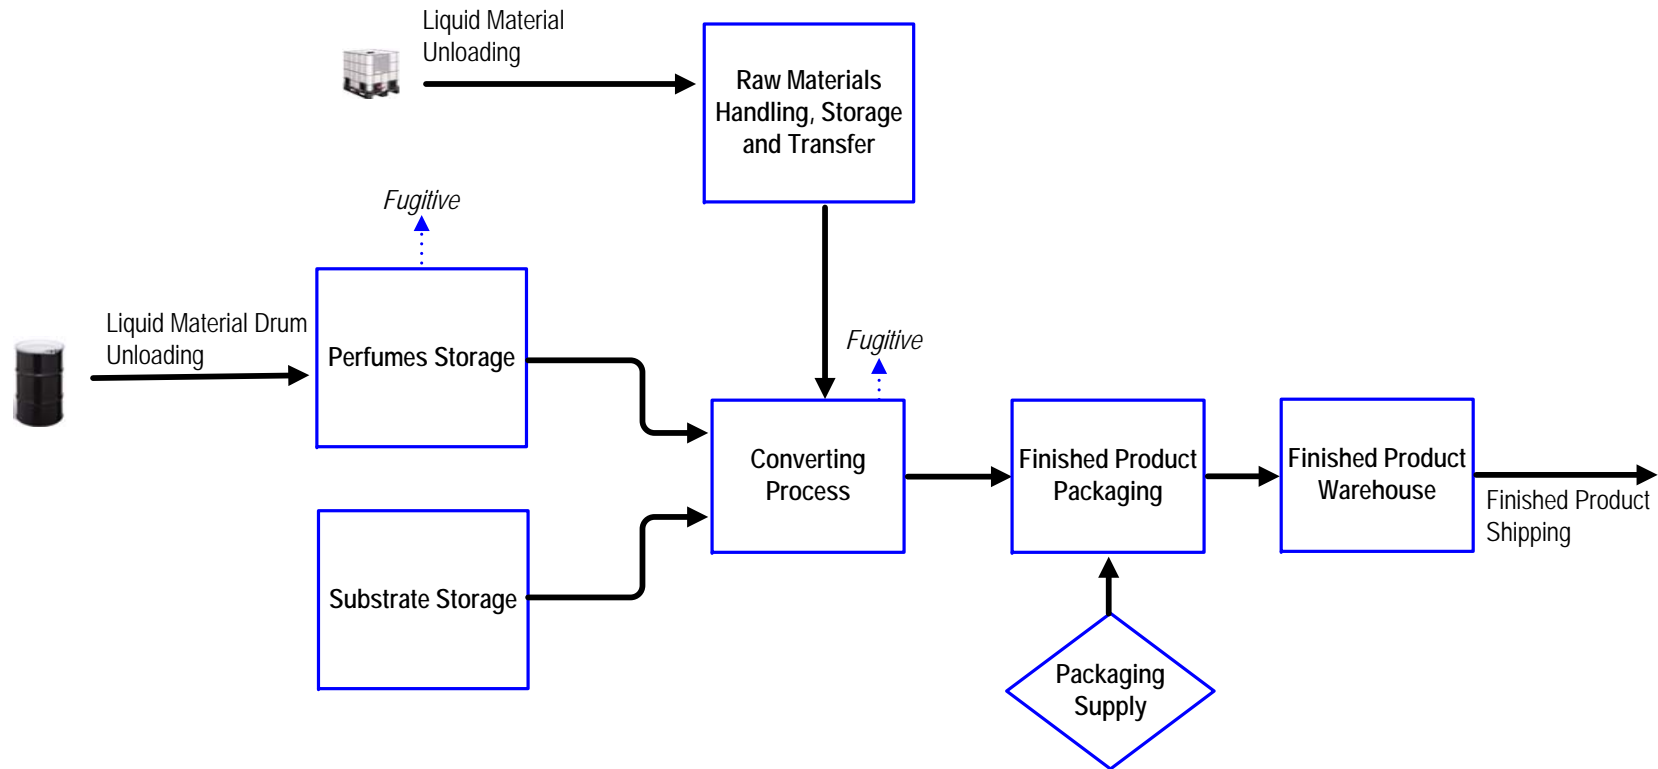 Liquid Material
Unloading
Raw Materials
Handling, Storage
and Transfer
Fugitive
Liquid Material Drum
Unloading
Perfumes Storage
Fugitive
Converting
Process
Finished Product
Packaging
Finished Product
Warehouse
Finished Product
Shipping
Substrate Storage
Packaging
Supply